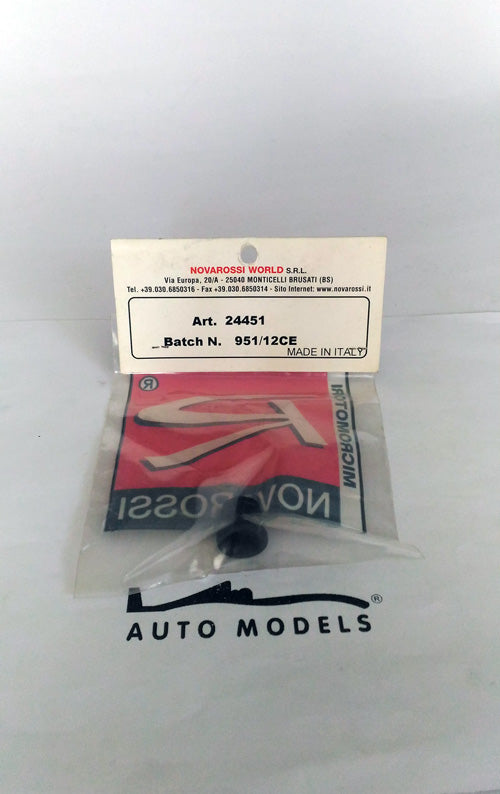 NOVAROSSI WORLD S.R.L.
Via Europa, 20/A - 25040 MONTICELLI BRUSATI (BS)
Tel. +39.030.6850316 - Fax +39.030.6850314 - Sito Internet: www.novarossi.it
Art. 24451
Batch N. 951/12CE
MADE IN ITALY
®
MICROMOTORI
NOVAROSSI
®
AUTO MODELS